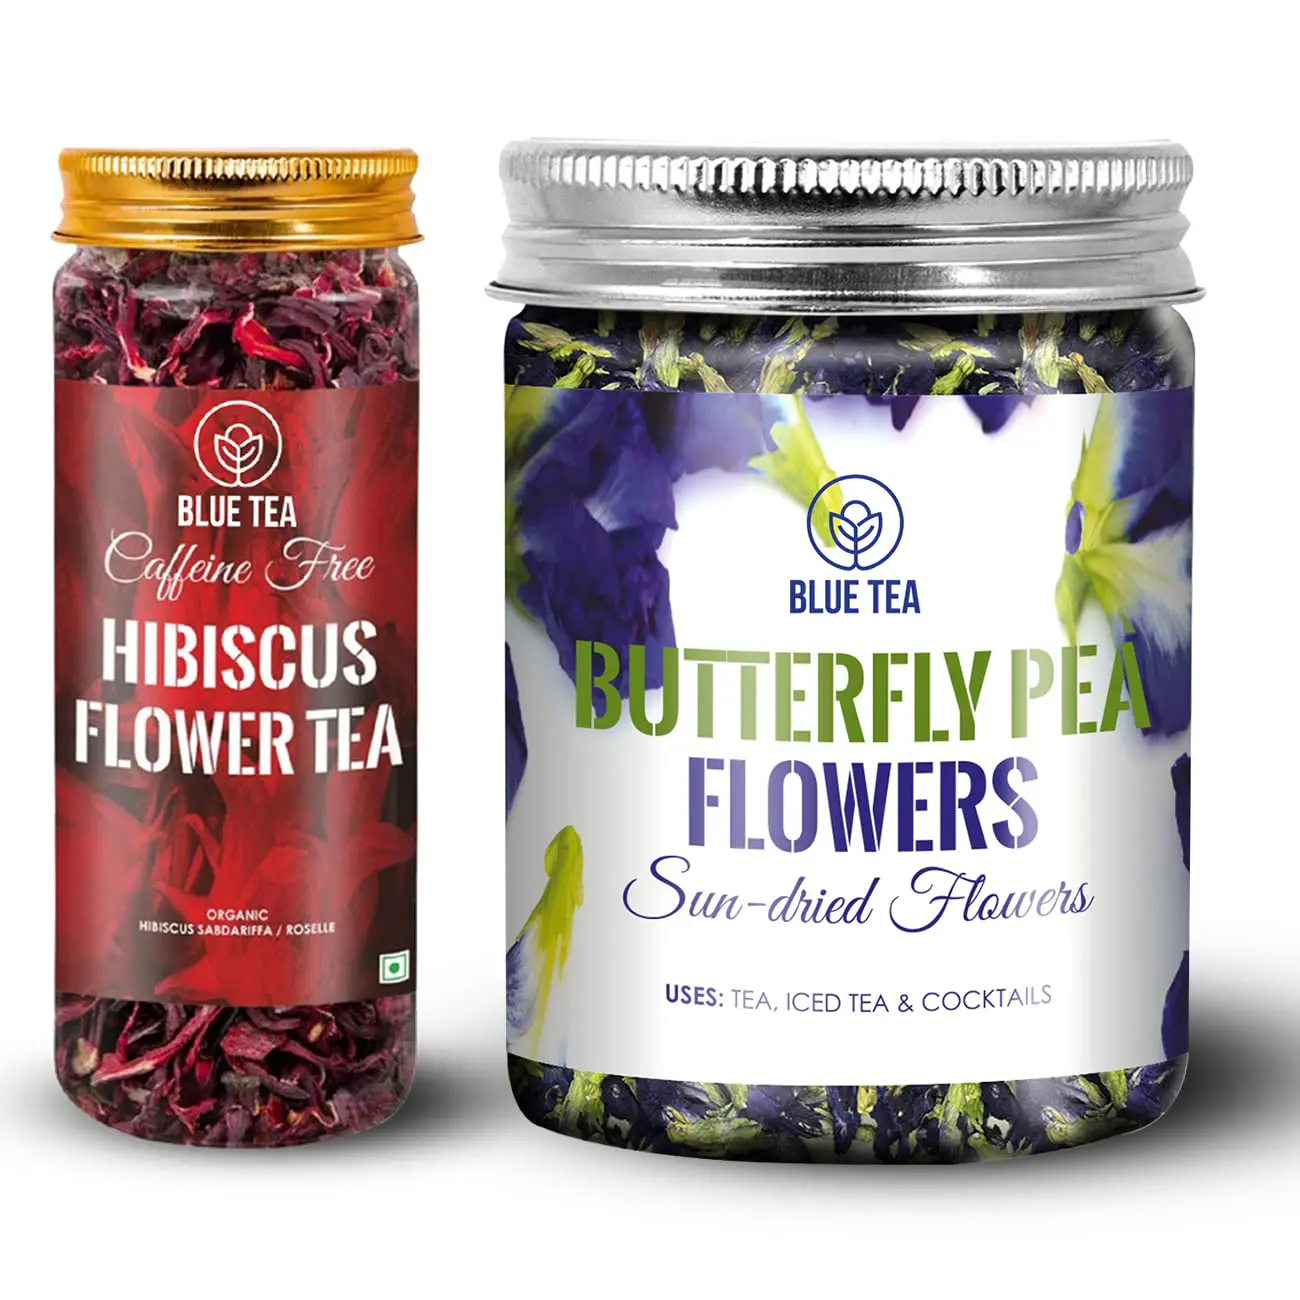 BLUE TEA
Caffeine Free
HIBISCUS
FLOWER TEA
ORGANIC
HIBISCUS SABDARIFFA / ROSELLE
BLUE TEA
BUTTERFLY PEA
FLOWERS
Sun-dried Flowers
USES: TEA, ICED TEA & COCKTAILS